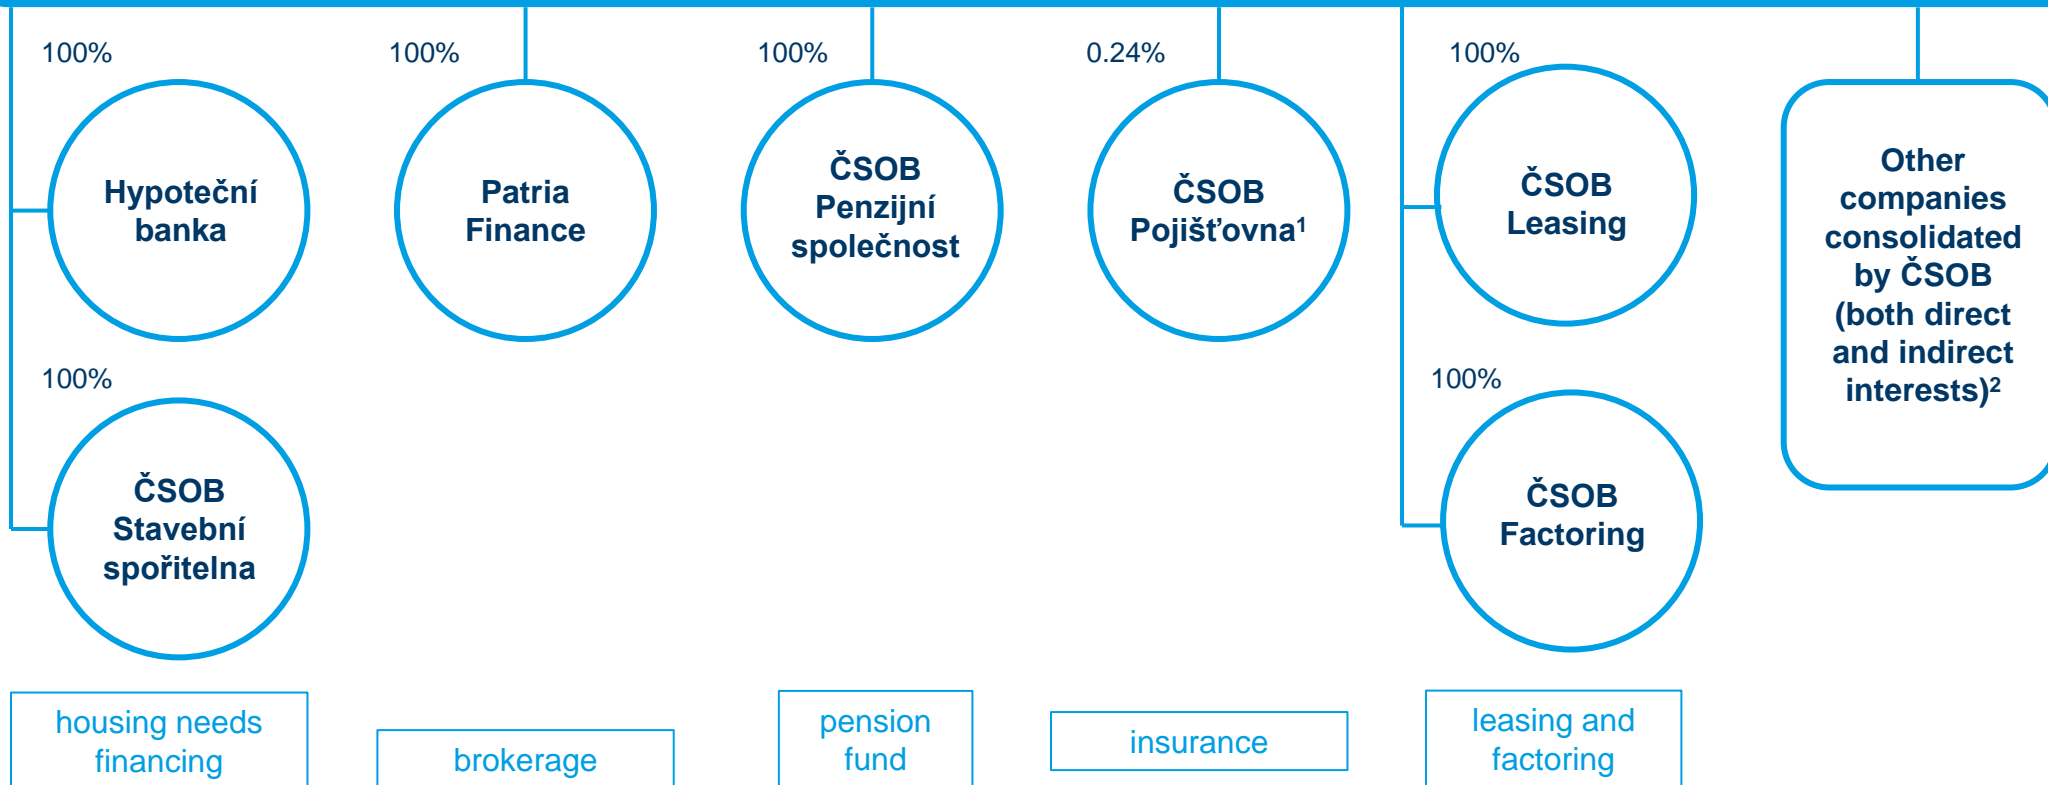 100%
Hypoteční
banka
100%
ČSOB
Stavební
spořitelna
housing needs
financing
100%
Patria
Finance
brokerage
100%
ČSOB
Penzijní
společnost
pension
fund
0.24%
ČSOB
Pojišťovna¹
insurance
100%
ČSOB
Leasing
100%
ČSOB
Factoring
leasing and
factoring
Other
companies
consolidated
by ČSOB
(both direct
and indirect
interests)²